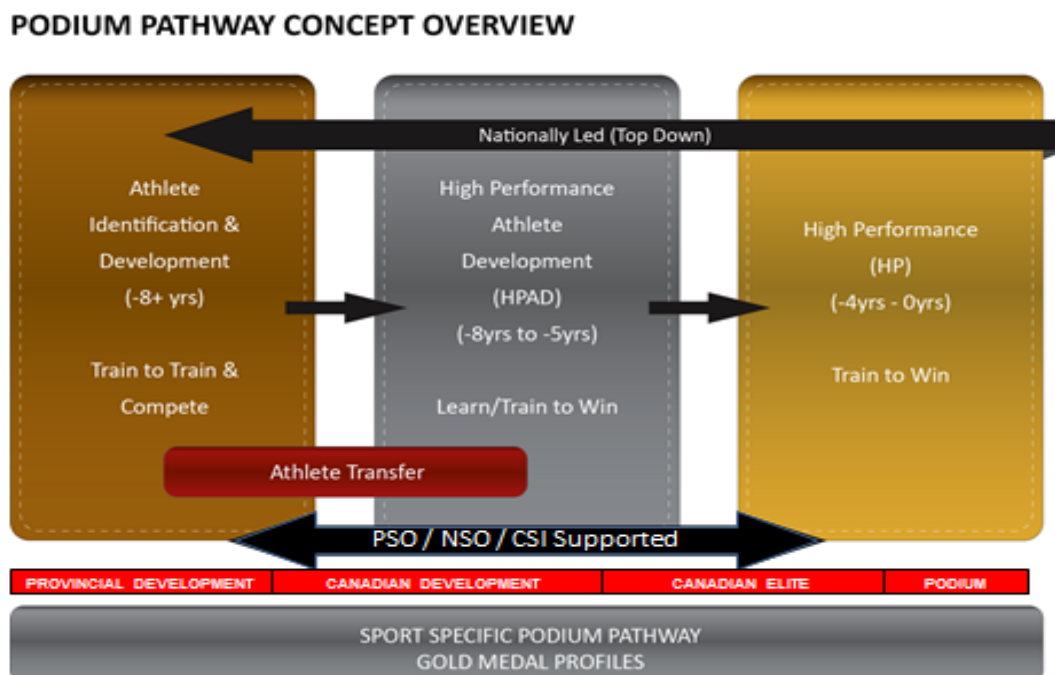 PODIUM PATHWAY CONCEPT OVERVIEW
Nationally Led (Top Down)
Athlete
Identification &
Development
(-8+ yrs)
Train to Train &
Compete
High Performance
Athlete
Development
(HPAD)
(-8yrs to -5yrs)
Learn/Train to Win
High Performance
(HP)
(-4yrs - 0yrs)
Train to Win
Athlete Transfer
PSO / NSO / CSI Supported
PROVINCIAL DEVELOPMENT
CANADIAN DEVELOPMENT
CANADIAN ELITE
PODIUM
SPORT SPECIFIC PODIUM PATHWAY
GOLD MEDAL PROFILES